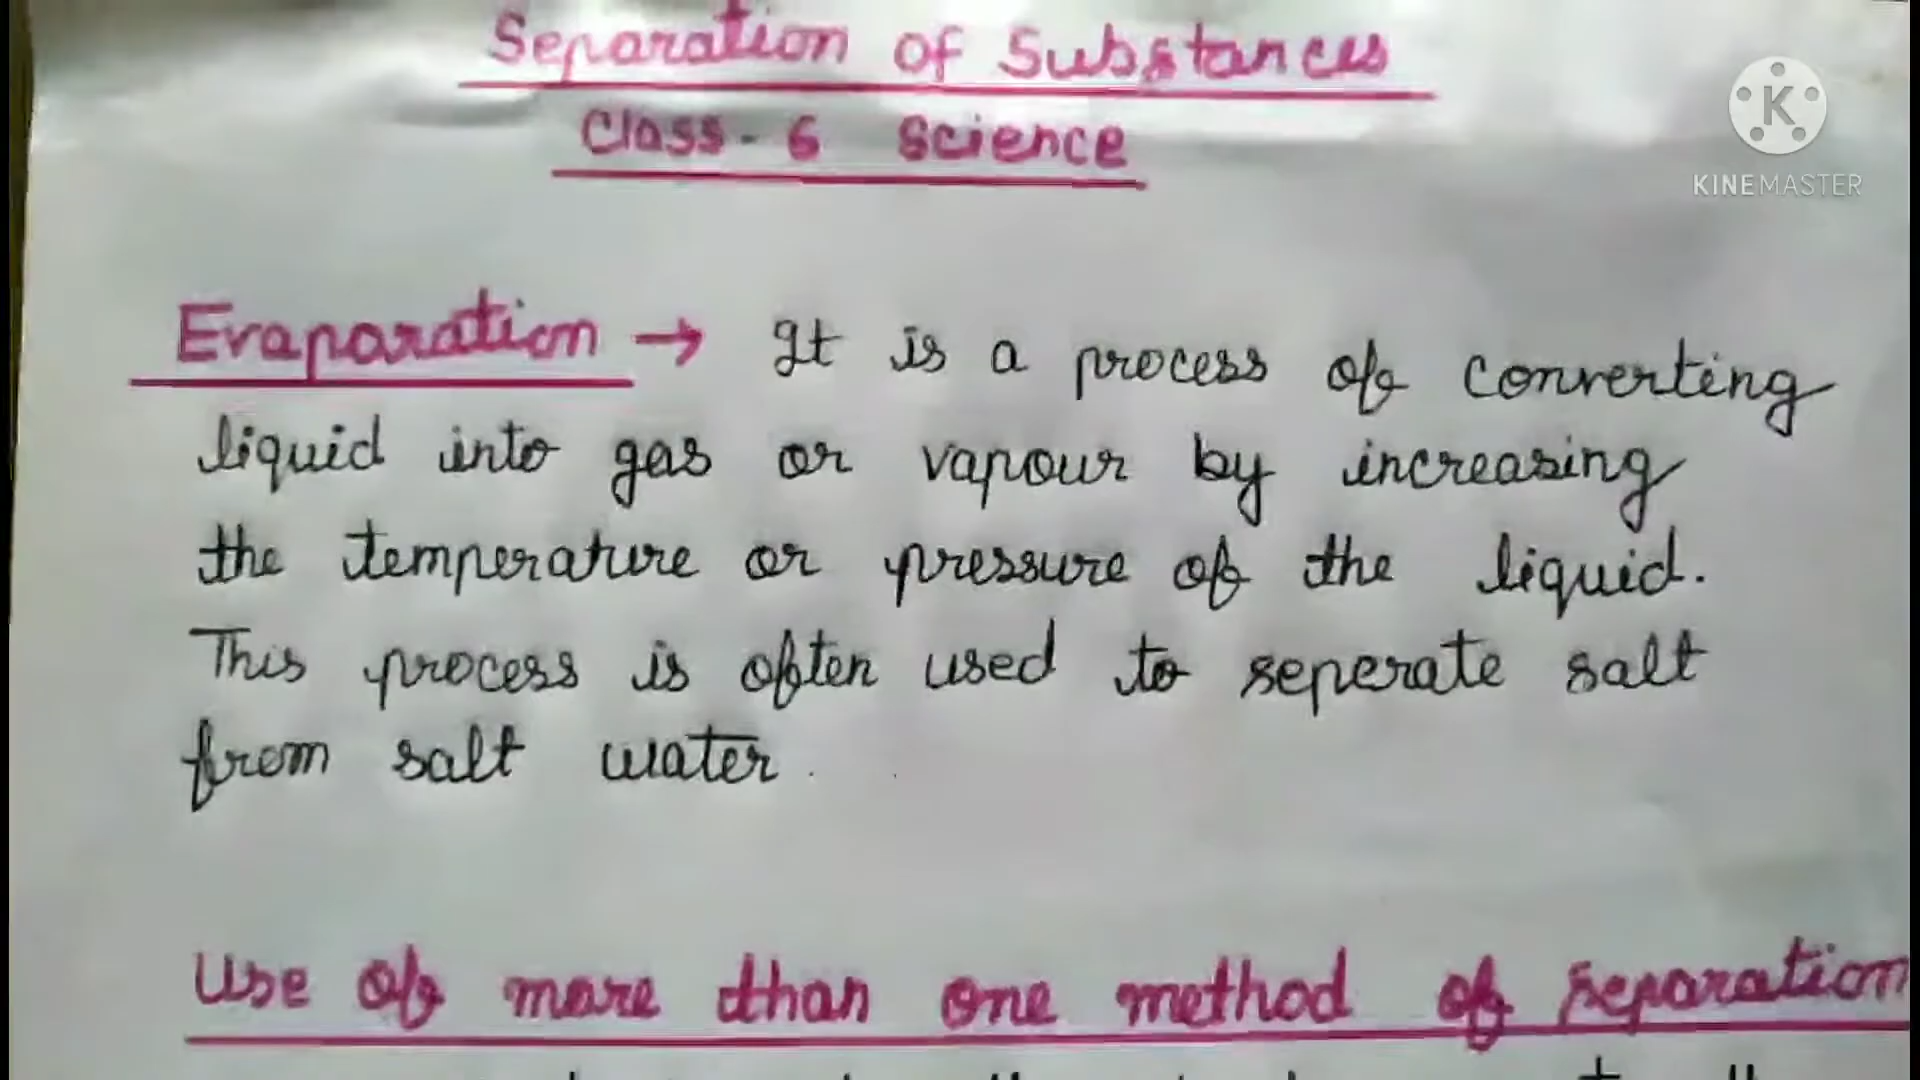 Separation of Substances
Class - 6 Science
K
KINEMASTER
Evaparation → It is a process of converting
liquid into gas or vapour by increasing
the temperature or pressure of the liquid.
This process is often used to seperate salt
from salt water.
Use of more than one method of separation